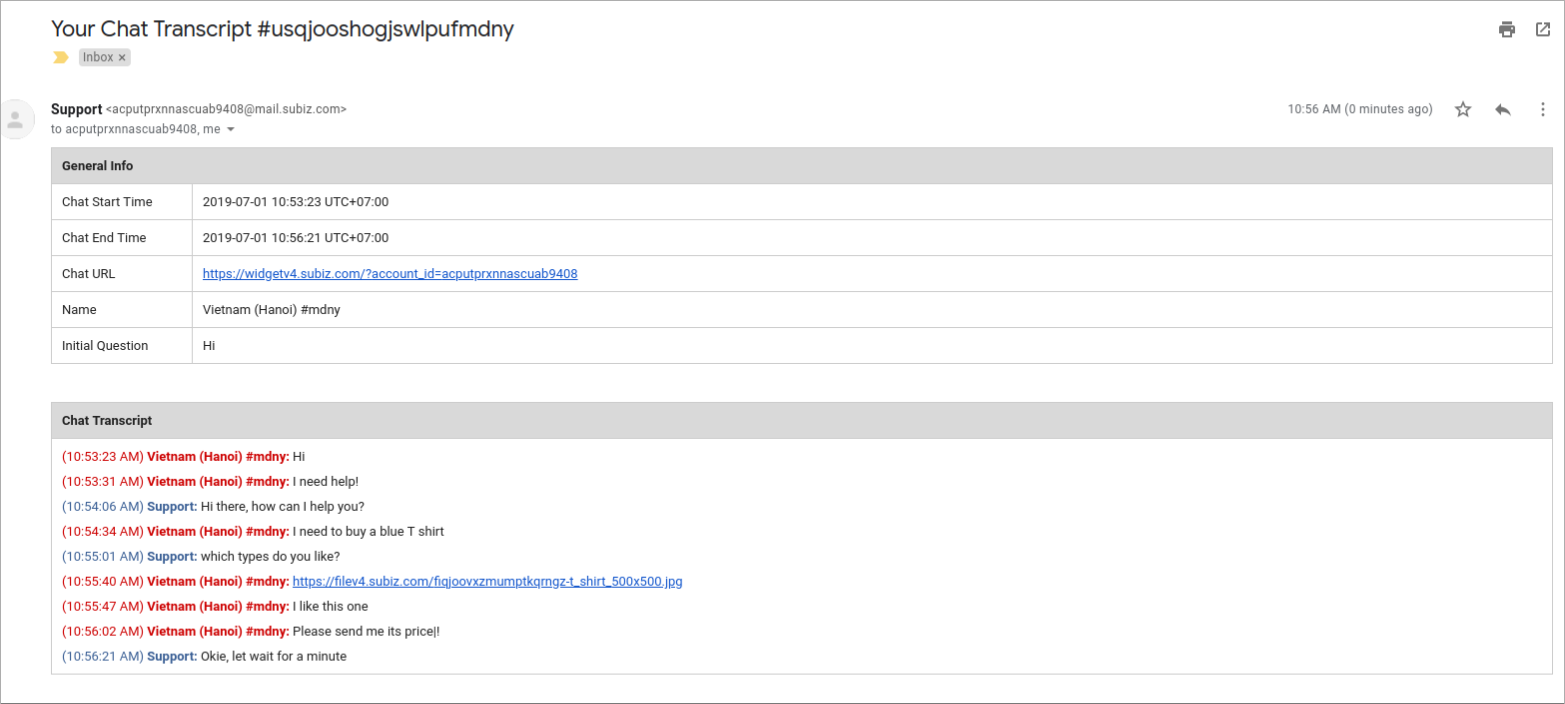 Your Chat Transcript #usqjooshogjswlpufmdny
Inbox ×
Support <acputprxnnascuab9408@mail.subiz.com>
10:56 AM (0 minutes ago)
to acputprxnnascuab9408, me
General Info
Chat Start Time 2019-07-01 10:53:23 UTC+07:00
Chat End Time 2019-07-01 10:56:21 UTC+07:00
Chat URL https://widgetv4.subiz.com/?account_id=acputprxnnascuab9408
Name Vietnam (Hanoi) #mdny
Initial Question Hi
Chat Transcript
(10:53:23 AM) Vietnam (Hanoi) #mdny: Hi
(10:53:31 AM) Vietnam (Hanoi) #mdny: I need help!
(10:54:06 AM) Support: Hi there, how can I help you?
(10:54:34 AM) Vietnam (Hanoi) #mdny: I need to buy a blue T shirt
(10:55:01 AM) Support: which types do you like?
(10:55:40 AM) Vietnam (Hanoi) #mdny: https://filev4.subiz.com/fiqjoovxzmumptkqrngz-t_shirt_500x500.jpg
(10:55:47 AM) Vietnam (Hanoi) #mdny: I like this one
(10:56:02 AM) Vietnam (Hanoi) #mdny: Please send me its price|!
(10:56:21 AM) Support: Okie, let wait for a minute